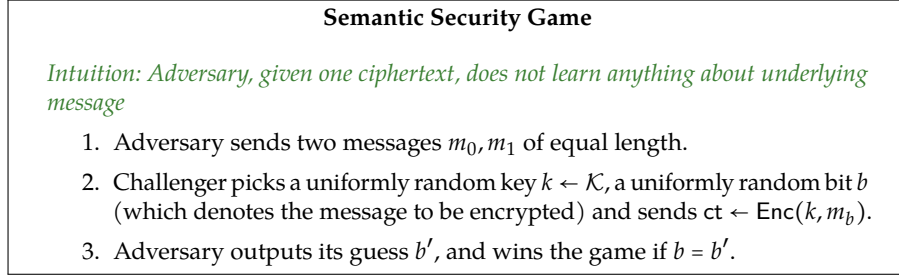 Semantic Security Game
Intuition: Adversary, given one ciphertext, does not learn anything about underlying
message
1. Adversary sends two messages m₀, m₁ of equal length.
2. Challenger picks a uniformly random key k ← 𝒦, a uniformly random bit b
(which denotes the message to be encrypted) and sends ct ← Enc(k, m_b).
3. Adversary outputs its guess b′, and wins the game if b = b′.